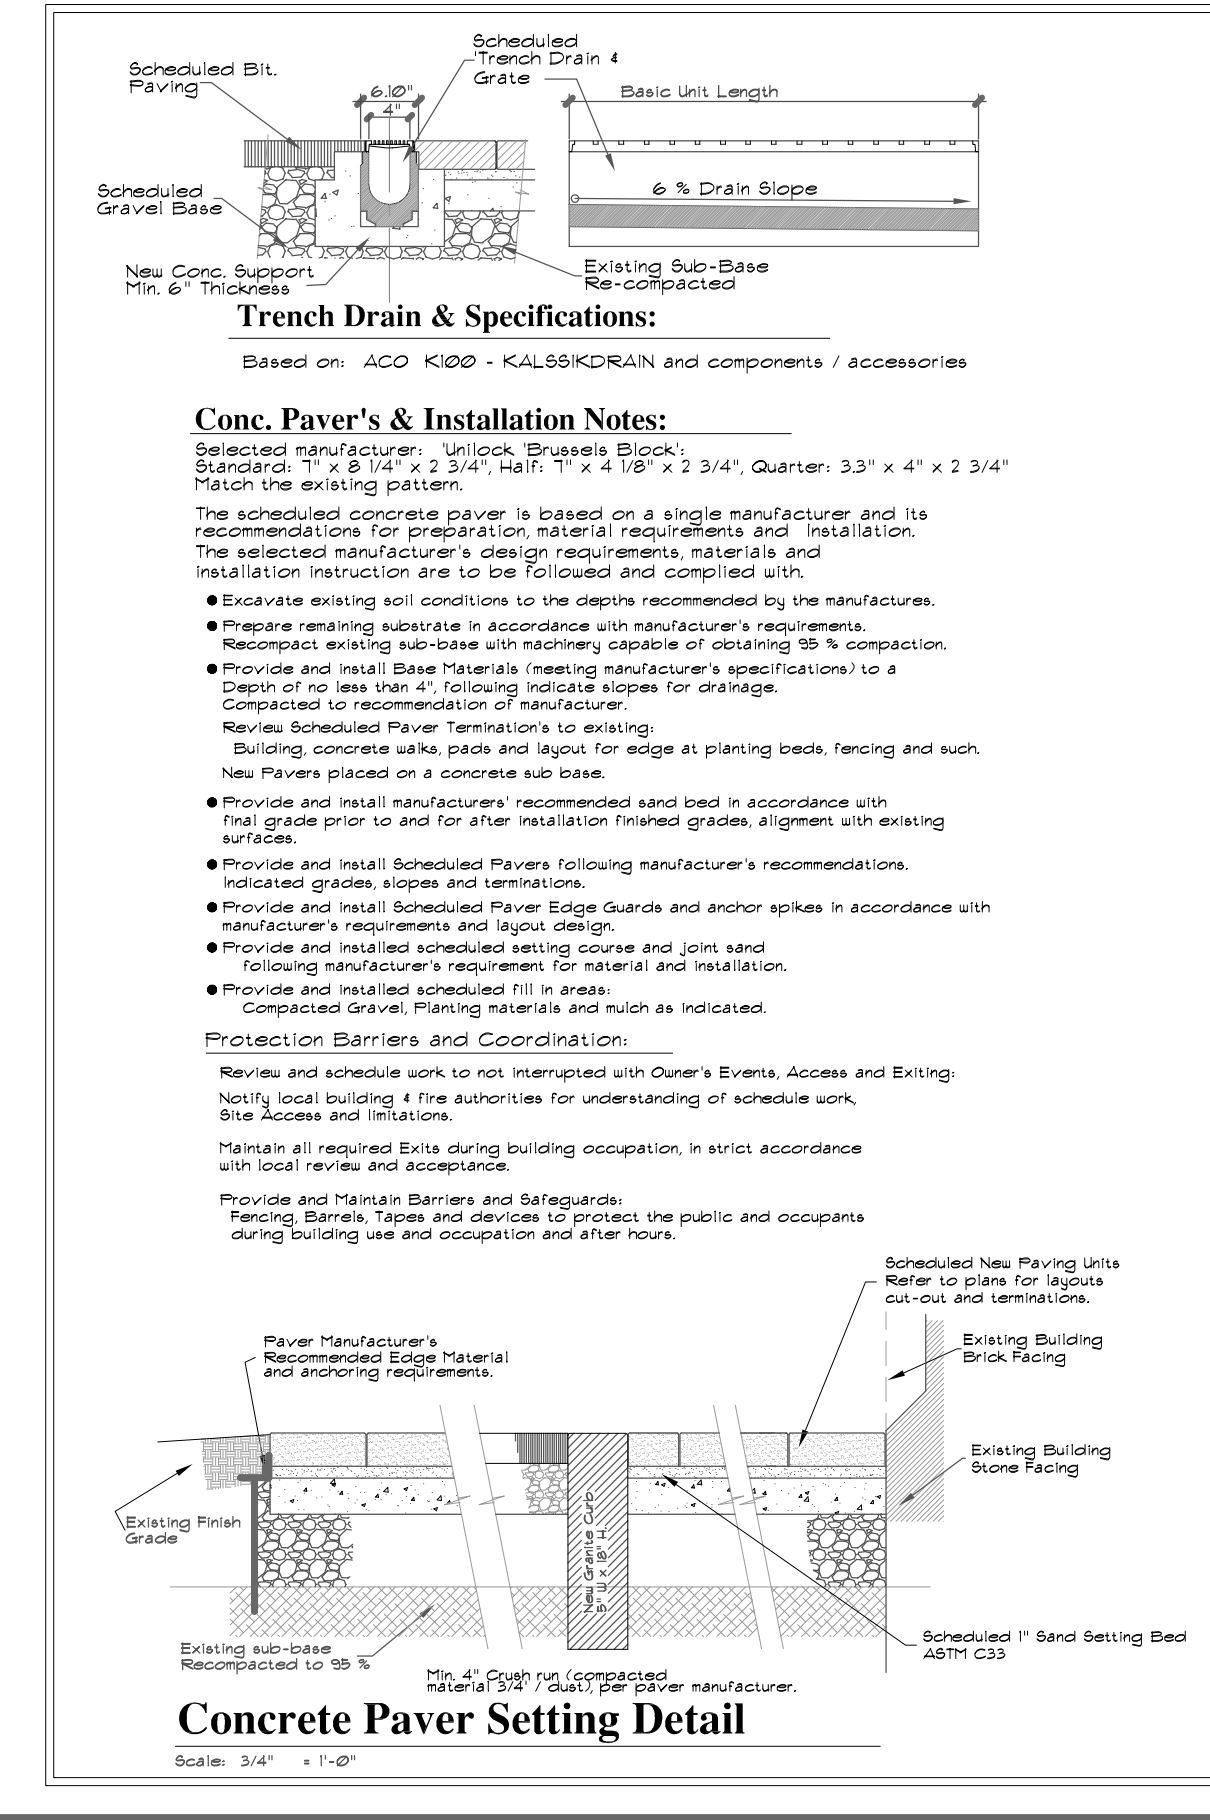 Scheduled Bit.
Paving
Scheduled
'Trench Drain &
Grate
6.10"
4"
Basic Unit Length
6 % Drain Slope
Scheduled
Gravel Base
New Conc. Support
Min. 6" Thickness
Existing Sub-Base
Re-compacted
Trench Drain & Specifications:
Based on: ACO K100 - KALSSIKDRAIN and components / accessories
Conc. Paver's & Installation Notes:
Selected manufacturer: 'Unilock 'Brussels Block':
Standard: 7" x 8 1/4" x 2 3/4", Half: 7" x 4 1/8" x 2 3/4", Quarter: 3.3" x 4" x 2 3/4"
Match the existing pattern.
The scheduled concrete paver is based on a single manufacturer and its
recommendations for preparation, material requirements and Installation.
The selected manufacturer's design requirements, materials and
installation instruction are to be followed and complied with.
● Excavate existing soil conditions to the depths recommended by the manufactures.
● Prepare remaining substrate in accordance with manufacturer's requirements.
Recompact existing sub-base with machinery capable of obtaining 95 % compaction.
● Provide and install Base Materials (meeting manufacturer's specifications) to a
Depth of no less than 4", following indicate slopes for drainage.
Compacted to recommendation of manufacturer.
Review Scheduled Paver Termination's to existing:
Building, concrete walks, pads and layout for edge at planting beds, fencing and such.
New Pavers placed on a concrete sub base.
● Provide and install manufacturers' recommended sand bed in accordance with
final grade prior to and for after installation finished grades, alignment with existing
surfaces.
● Provide and install Scheduled Pavers following manufacturer's recommendations.
Indicated grades, slopes and terminations.
● Provide and install Scheduled Paver Edge Guards and anchor spikes in accordance with
manufacturer's requirements and layout design.
● Provide and installed scheduled setting course and joint sand
following manufacturer's requirement for material and installation.
● Provide and installed scheduled fill in areas:
Compacted Gravel, Planting materials and mulch as indicated.
Protection Barriers and Coordination:
Review and schedule work to not interrupted with Owner's Events, Access and Exiting:
Notify local building & fire authorities for understanding of schedule work,
Site Access and limitations.
Maintain all required Exits during building occupation, in strict accordance
with local review and acceptance.
Provide and Maintain Barriers and Safeguards:
Fencing, Barrels, Tapes and devices to protect the public and occupants
during building use and occupation and after hours.
Scheduled New Paving Units
Refer to plans for layouts
cut-out and terminations.
Paver Manufacturer's
Recommended Edge Material
and anchoring requirements.
Existing Building
Brick Facing
Existing Building
Stone Facing
Existing Finish
Grade
New Granite Curb
5" W x 18" H.
Existing sub-base
Recompacted to 95 %
Scheduled 1" Sand Setting Bed
ASTM C33
Min. 4" Crush run (compacted
material 3/4' / dust), per paver manufacturer.
Concrete Paver Setting Detail
Scale: 3/4" = 1'-0"